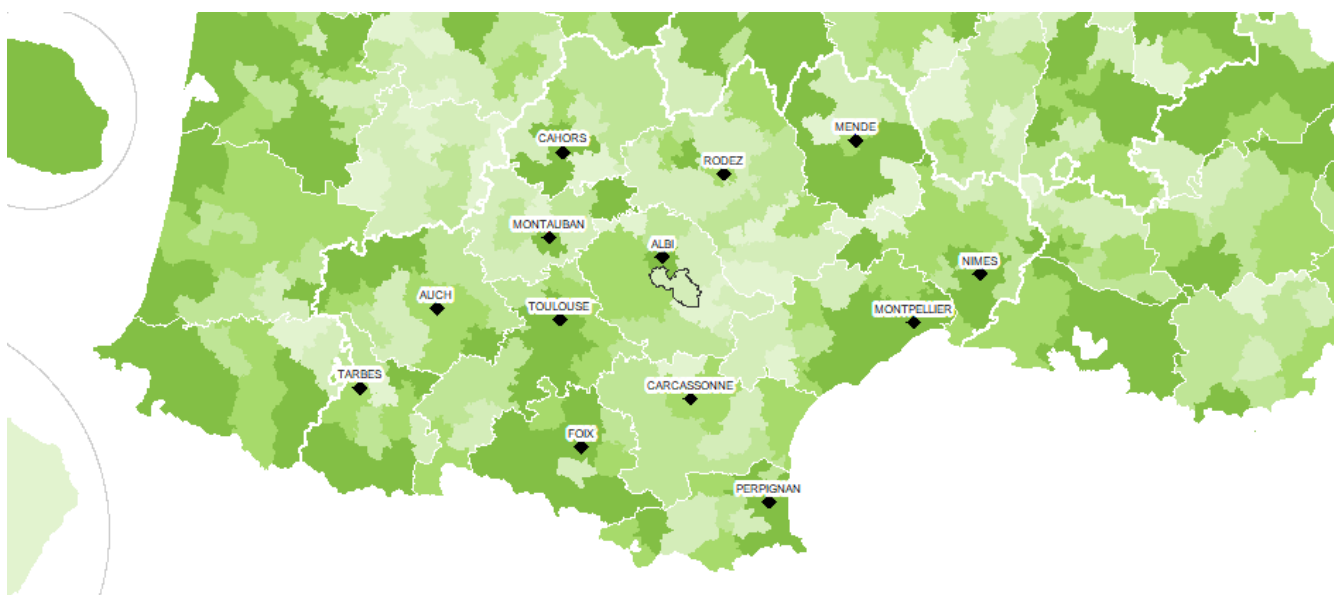 MENDE
CAHORS
RODEZ
MONTAUBAN
ALBI
NIMES
AUCH
TOULOUSE
MONTPELLIER
TARBES
CARCASSONNE
FOIX
PERPIGNAN